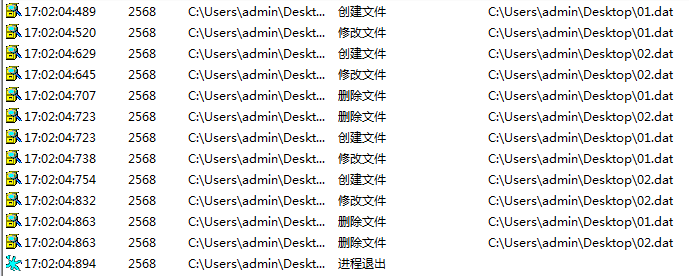 17:02:04:489 2568 C:\Users\admin\Deskt... 创建文件 C:\Users\admin\Desktop\01.dat
17:02:04:520 2568 C:\Users\admin\Deskt... 修改文件 C:\Users\admin\Desktop\01.dat
17:02:04:629 2568 C:\Users\admin\Deskt... 创建文件 C:\Users\admin\Desktop\02.dat
17:02:04:645 2568 C:\Users\admin\Deskt... 修改文件 C:\Users\admin\Desktop\02.dat
17:02:04:707 2568 C:\Users\admin\Deskt... 删除文件 C:\Users\admin\Desktop\01.dat
17:02:04:723 2568 C:\Users\admin\Deskt... 删除文件 C:\Users\admin\Desktop\02.dat
17:02:04:723 2568 C:\Users\admin\Deskt... 创建文件 C:\Users\admin\Desktop\01.dat
17:02:04:738 2568 C:\Users\admin\Deskt... 修改文件 C:\Users\admin\Desktop\01.dat
17:02:04:754 2568 C:\Users\admin\Deskt... 创建文件 C:\Users\admin\Desktop\02.dat
17:02:04:832 2568 C:\Users\admin\Deskt... 修改文件 C:\Users\admin\Desktop\02.dat
17:02:04:863 2568 C:\Users\admin\Deskt... 删除文件 C:\Users\admin\Desktop\01.dat
17:02:04:863 2568 C:\Users\admin\Deskt... 删除文件 C:\Users\admin\Desktop\02.dat
17:02:04:894 2568 C:\Users\admin\Deskt... 进程退出